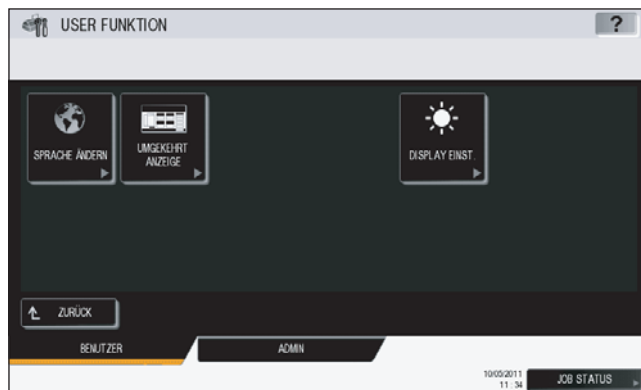 USER FUNKTION
?
SPRACHE ÄNDERN
UMGEKEHRT
ANZEIGE
DISPLAY EINST.
ZURÜCK
BENUTZER
ADMIN
10/05/2011
11 : 34
JOB STATUS